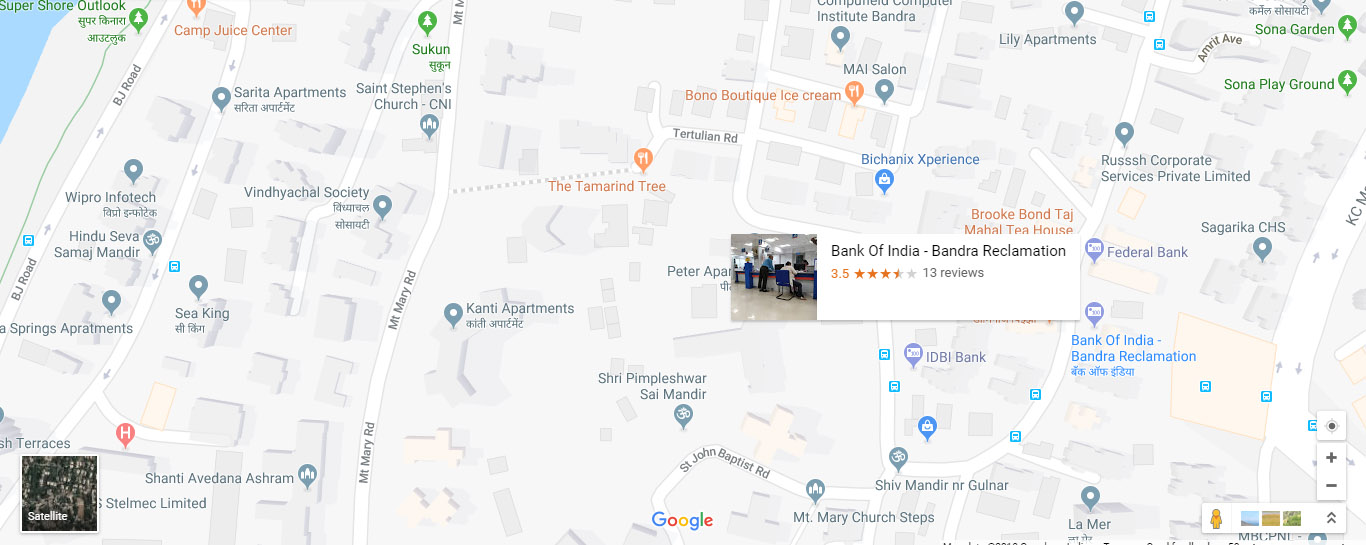 Super Shore Outlook
सुपर किनारा
आउटलुक
Camp Juice Center
Mt M
Sukun
सुकून
Institute Bandra
Lily Apartments
कर्मेल सोसायटी
Sona Garden
Amrit Ave
Sona Play Ground
BJ Road
Sarita Apartments
सरिता अपार्टमेंट
Saint Stephen's
Church - CNI
MAI Salon
Bono Boutique Ice cream
Tertulian Rd
The Tamarind Tree
Bichanix Xperience
Russsh Corporate
Services Private Limited
Wipro Infotech
विप्रो इन्फोटेक
Vindhyachal Society
विंध्याचल
सोसायटी
Hindu Seva
Samaj Mandir
Brooke Bond Taj
Mahal Tea House
Sagarika CHS
KC M
BJ Road
Federal Bank
Bank Of India - Bandra Reclamation
3.5
13 reviews
Peter Apar
Mt Mary Rd
Sea King
सी किंग
a Springs Apratments
Kanti Apartments
कांती अपार्टमेंट
IDBI Bank
Bank Of India -
Bandra Reclamation
बँक ऑफ इंडिया
Shri Pimpleshwar
Sai Mandir
Mt Mary Rd
sh Terraces
H
St John Baptist Rd
Shanti Avedana Ashram
S Stelmec Limited
Satellite
Shiv Mandir nr Gulnar
Mt. Mary Church Steps
Google
La Mer
MBCPNL -